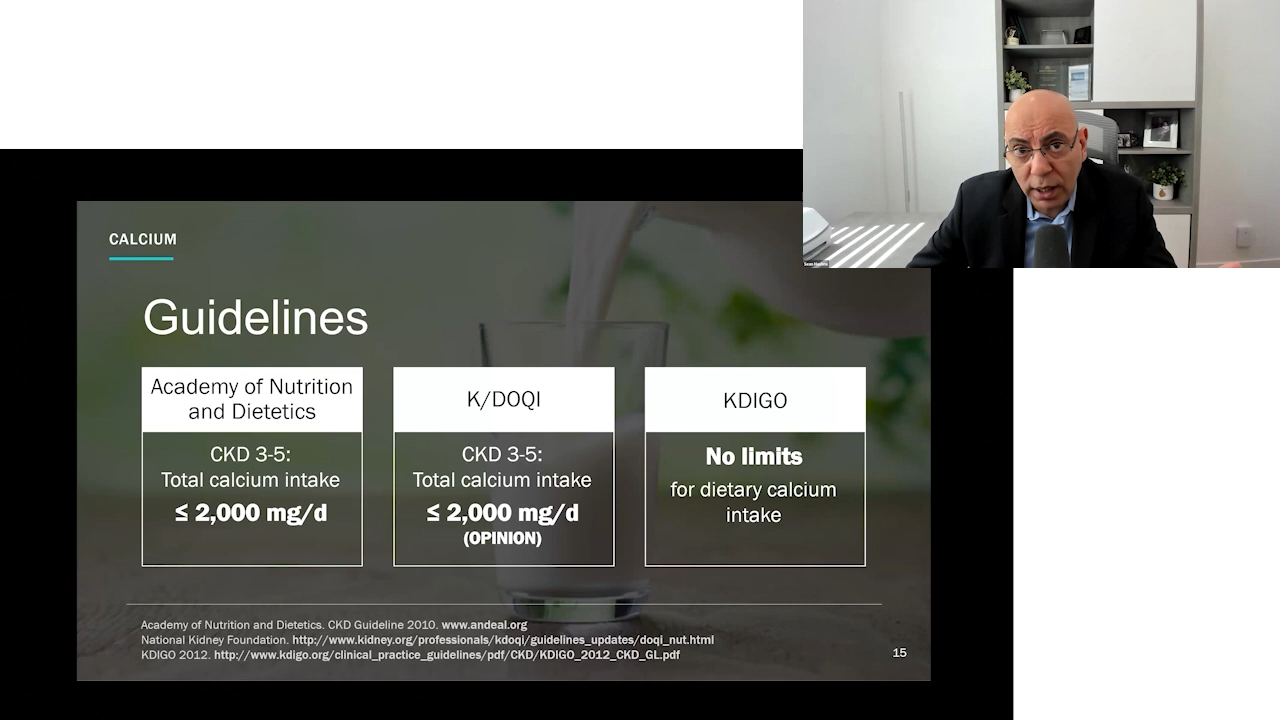 CALCIUM
Guidelines
Academy of Nutrition
and Dietetics
CKD 3-5:
Total calcium intake
≤ 2,000 mg/d
K/DOQI
CKD 3-5:
Total calcium intake
≤ 2,000 mg/d
(OPINION)
KDIGO
No limits
for dietary calcium
intake
Academy of Nutrition and Dietetics. CKD Guideline 2010. www.andeal.org
National Kidney Foundation. http://www.kidney.org/professionals/kdoqi/guidelines_updates/doqi_nut.html
KDIGO 2012. http://www.kdigo.org/clinical_practice_guidelines/pdf/CKD/KDIGO_2012_CKD_GL.pdf
15